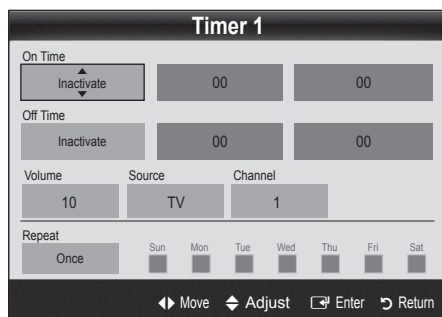 Timer 1
On Time
Inactivate 00 00
Off Time
Inactivate 00 00
Volume Source Channel
10 TV 1
Repeat
Once Sun Mon Tue Wed Thu Fri Sat
Move Adjust Enter Return